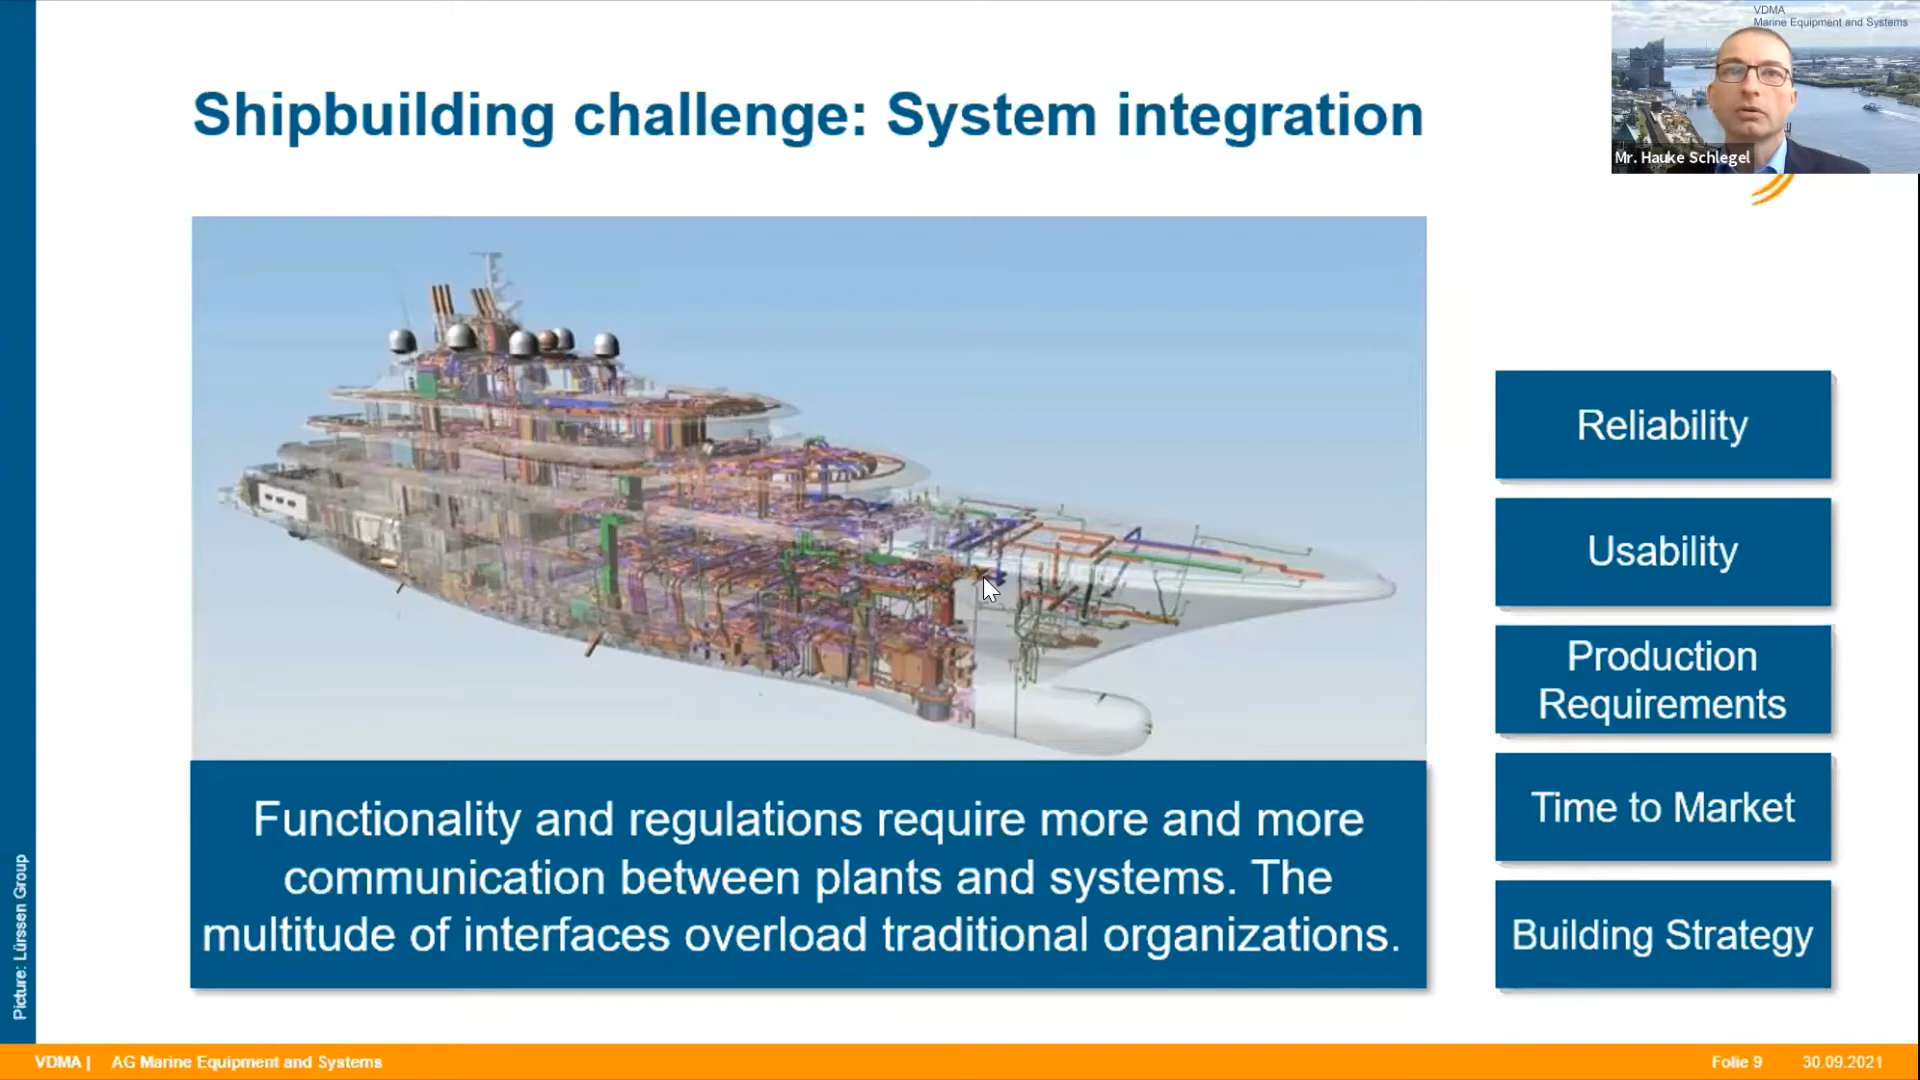 VDMA
Marine Equipment and Systems
Mr. Hauke Schlegel
Shipbuilding challenge: System integration
Reliability
Usability
Production
Requirements
Time to Market
Building Strategy
Functionality and regulations require more and more
communication between plants and systems. The
multitude of interfaces overload traditional organizations.
Picture: Lürssen Group
VDMA | AG Marine Equipment and Systems
Folie 9 30.09.2021